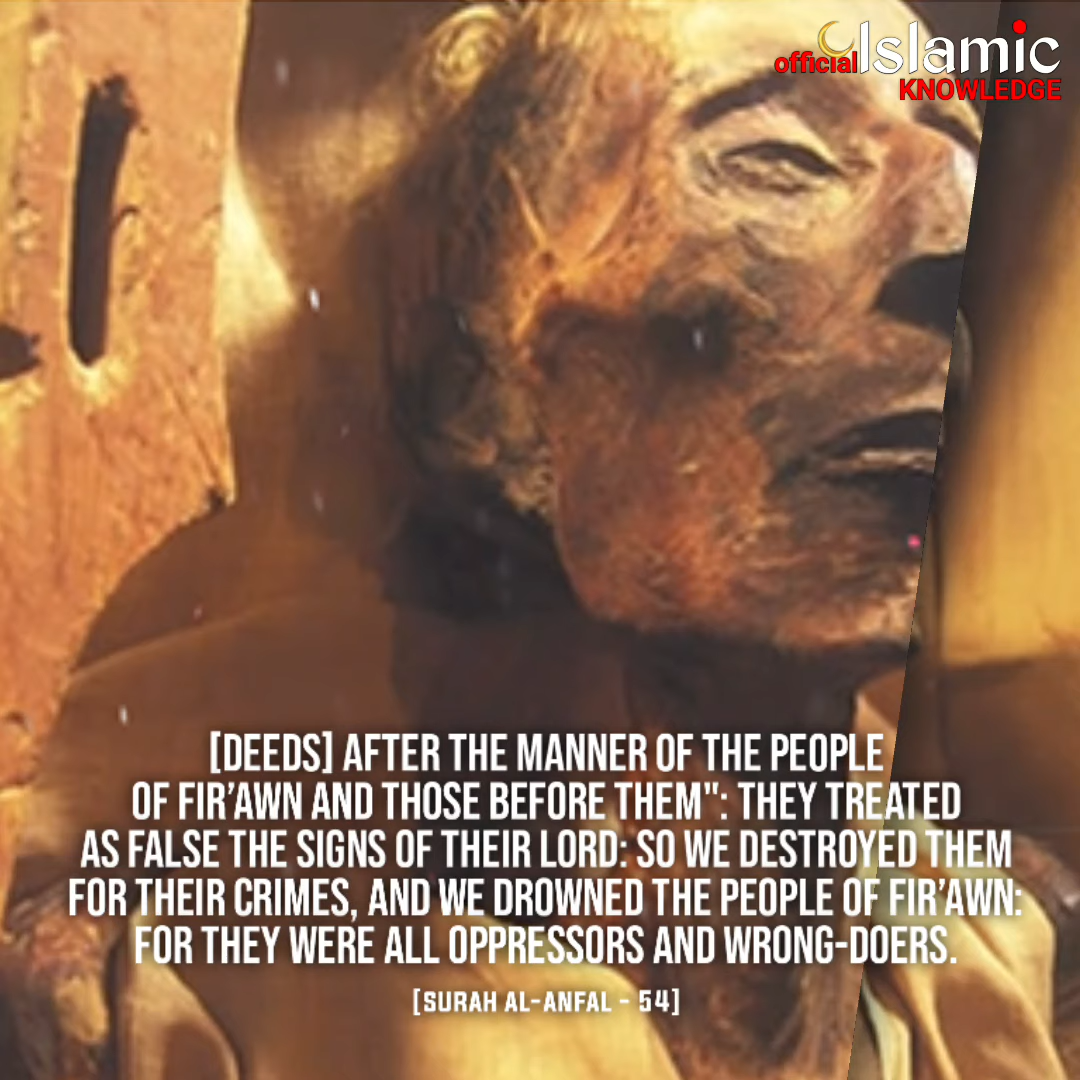 official Islamic
KNOWLEDGE
[DEEDS] AFTER THE MANNER OF THE PEOPLE
OF FIR'AWN AND THOSE BEFORE THEM": THEY TREATED
AS FALSE THE SIGNS OF THEIR LORD: SO WE DESTROYED THEM
FOR THEIR CRIMES, AND WE DROWNED THE PEOPLE OF FIR'AWN:
FOR THEY WERE ALL OPPRESSORS AND WRONG-DOERS.
[SURAH AL-ANFAL - 54]